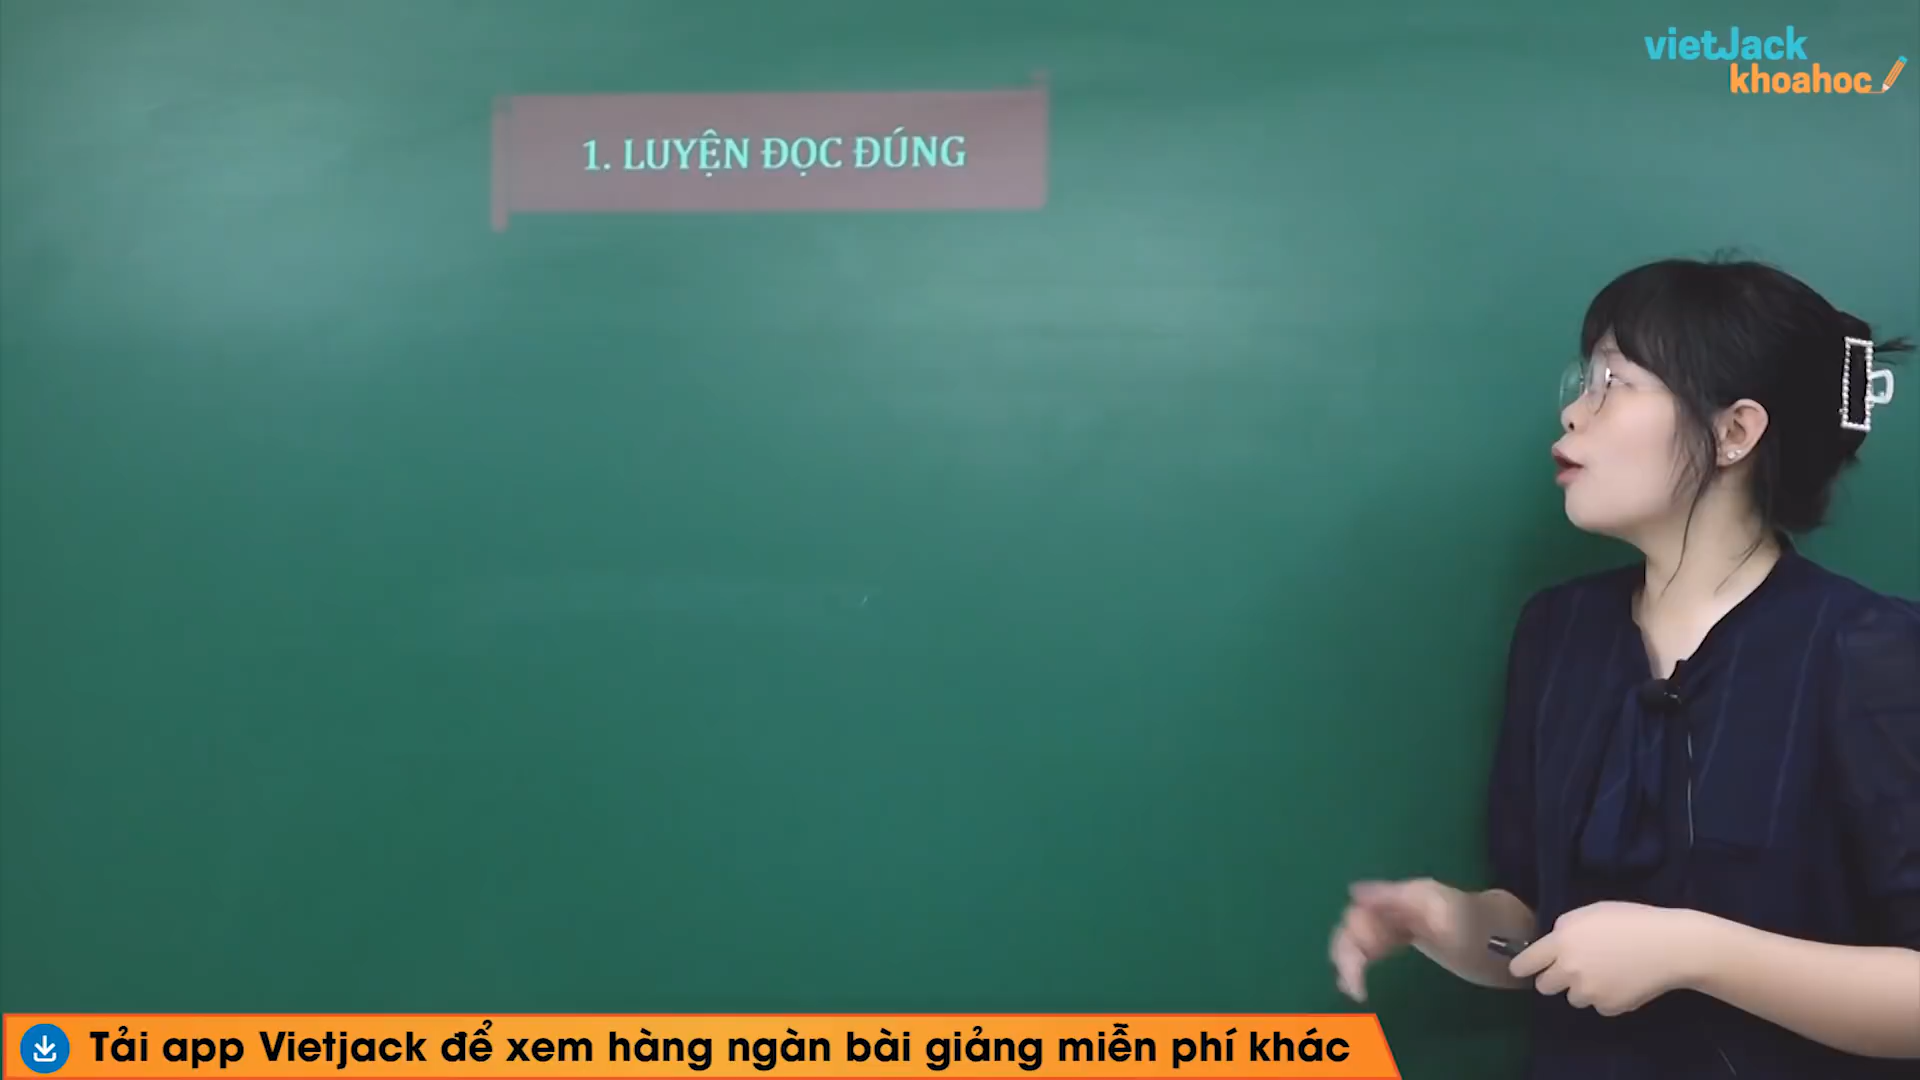 vietJack
khoahoc
1. LUYỆN ĐỌC ĐÚNG
Tải app Vietjack để xem hàng ngàn bài giảng miễn phí khác